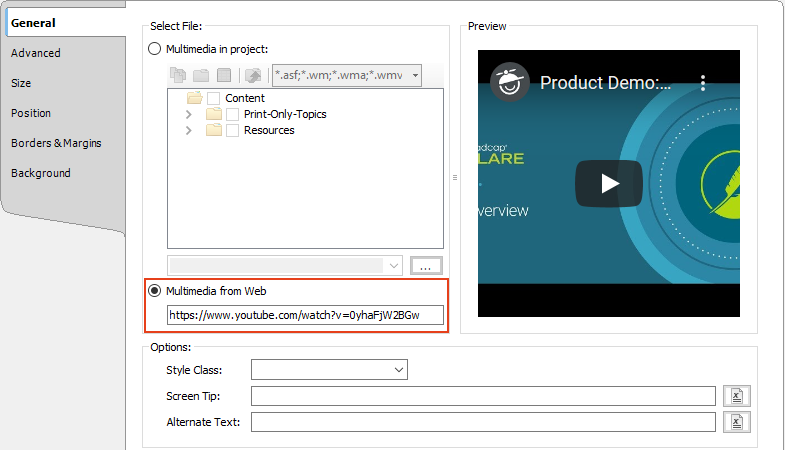 General
Advanced
Size
Position
Borders & Margins
Background
Select File:
Multimedia in project:
*.asf;*.wm;*.wma;*.wmv
Content
Print-Only-Topics
Resources
...
Multimedia from Web
https://www.youtube.com/watch?v=0yhaFjW2BGw
Preview
Product Demo:...
adcap®
LARE
verview
Options:
Style Class:
Screen Tip:
Alternate Text: